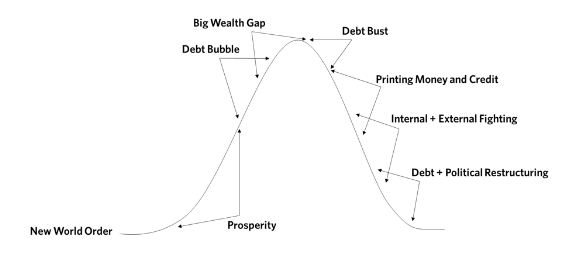 Big Wealth Gap
Debt Bust
Debt Bubble
Printing Money and Credit
Internal + External Fighting
Debt + Political Restructuring
Prosperity
New World Order